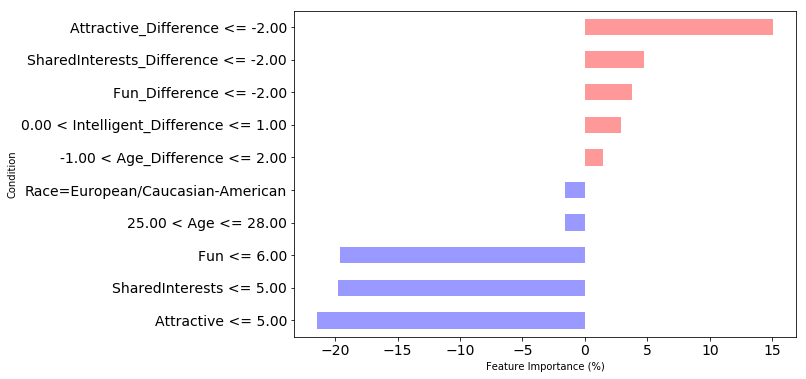 Attractive_Difference <= -2.00
SharedInterests_Difference <= -2.00
Fun_Difference <= -2.00
0.00 < Intelligent_Difference <= 1.00
-1.00 < Age_Difference <= 2.00
Race=European/Caucasian-American
25.00 < Age <= 28.00
Fun <= 6.00
SharedInterests <= 5.00
Attractive <= 5.00
Condition
−20 −15 −10 −5 0 5 10 15
Feature Importance (%)